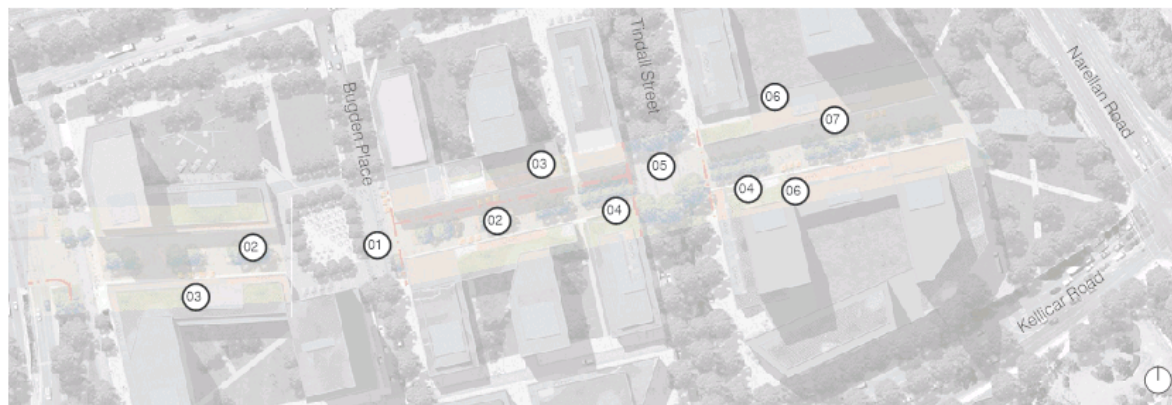 Tindall Street
Narellan Road
Bugden Place
06
07
03
05
04
06
02
04
02
01
03
Kellicar Road